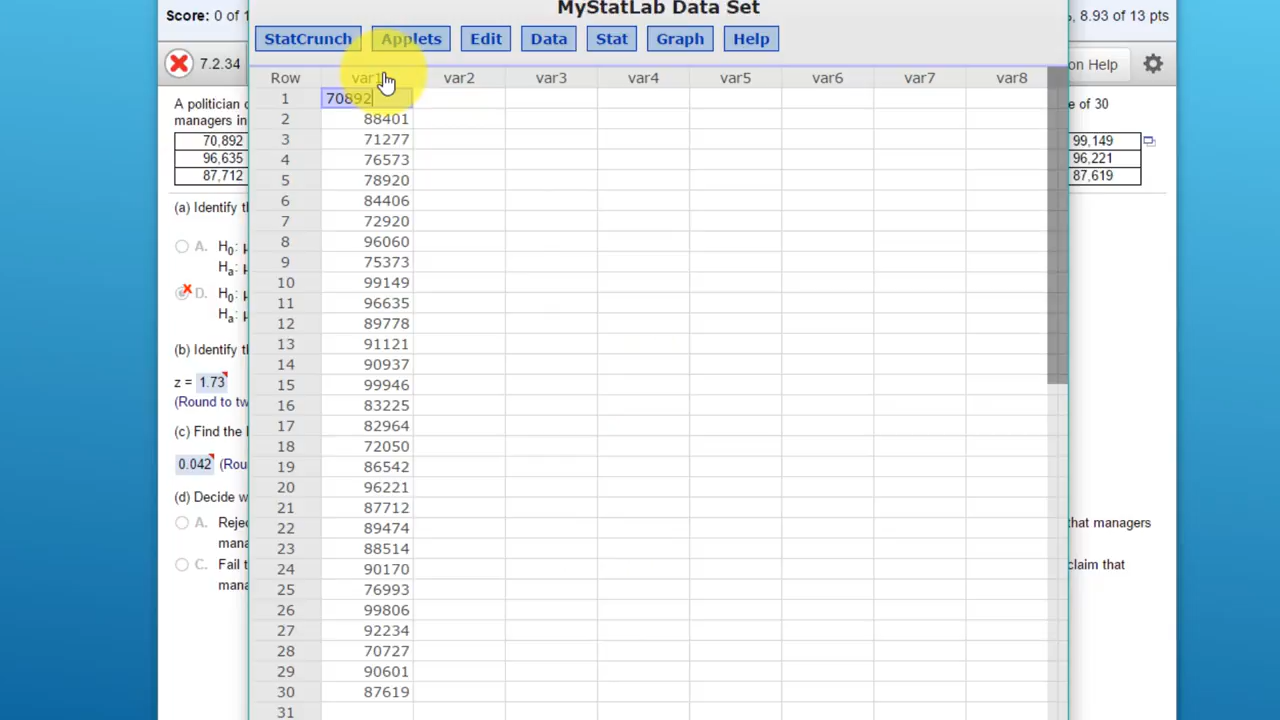 MyStatLab Data Set
Score: 0 of 1
%, 8.93 of 13 pts
StatCrunch Applets Edit Data Stat Graph Help
7.2.34
on Help
Row var1 var2 var3 var4 var5 var6 var7 var8
1 70892
2 88401
3 71277
4 76573
5 78920
6 84406
7 72920
8 96060
9 75373
10 99149
11 96635
12 89778
13 91121
14 90937
15 99946
16 83225
17 82964
18 72050
19 86542
20 96221
21 87712
22 89474
23 88514
24 90170
25 76993
26 99806
27 92234
28 70727
29 90601
30 87619
31
A politician
e of 30
managers in
70,892 99,149
96,635 96,221
87,712 87,619
(a) Identify th
A. H0: μ
Ha: μ
D. H0: μ
Ha: μ
(b) Identify th
z = 1.73
(Round to tw
(c) Find the
0.042 (Rou
(d) Decide w
A. Reje that managers
mana
C. Fail t claim that
mana